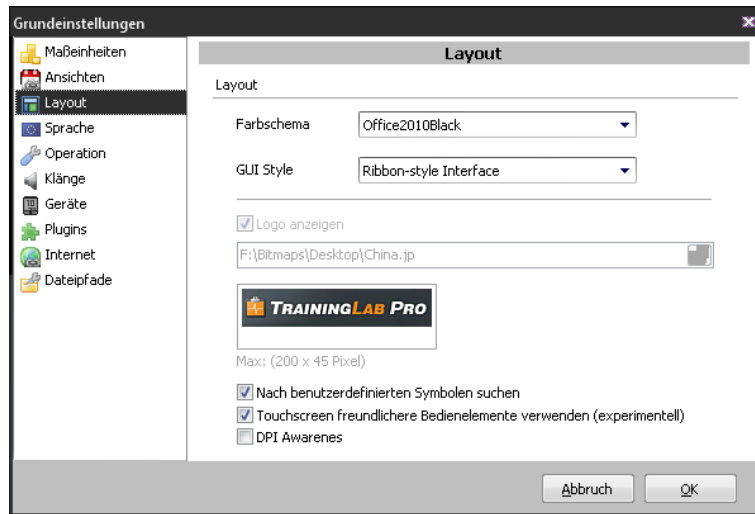 Grundeinstellungen
Maßeinheiten
Ansichten
Layout
Sprache
Operation
Klänge
Geräte
Plugins
Internet
Dateipfade
Layout
Layout
Farbschema
Office2010Black
GUI Style
Ribbon-style Interface
Logo anzeigen
F:\Bitmaps\Desktop\China.jp
TRAININGLAB PRO
Max: (200 x 45 Pixel)
Nach benutzerdefinierten Symbolen suchen
Touchscreen freundlichere Bedienelemente verwenden (experimentell)
DPI Awarenes
Abbruch
OK